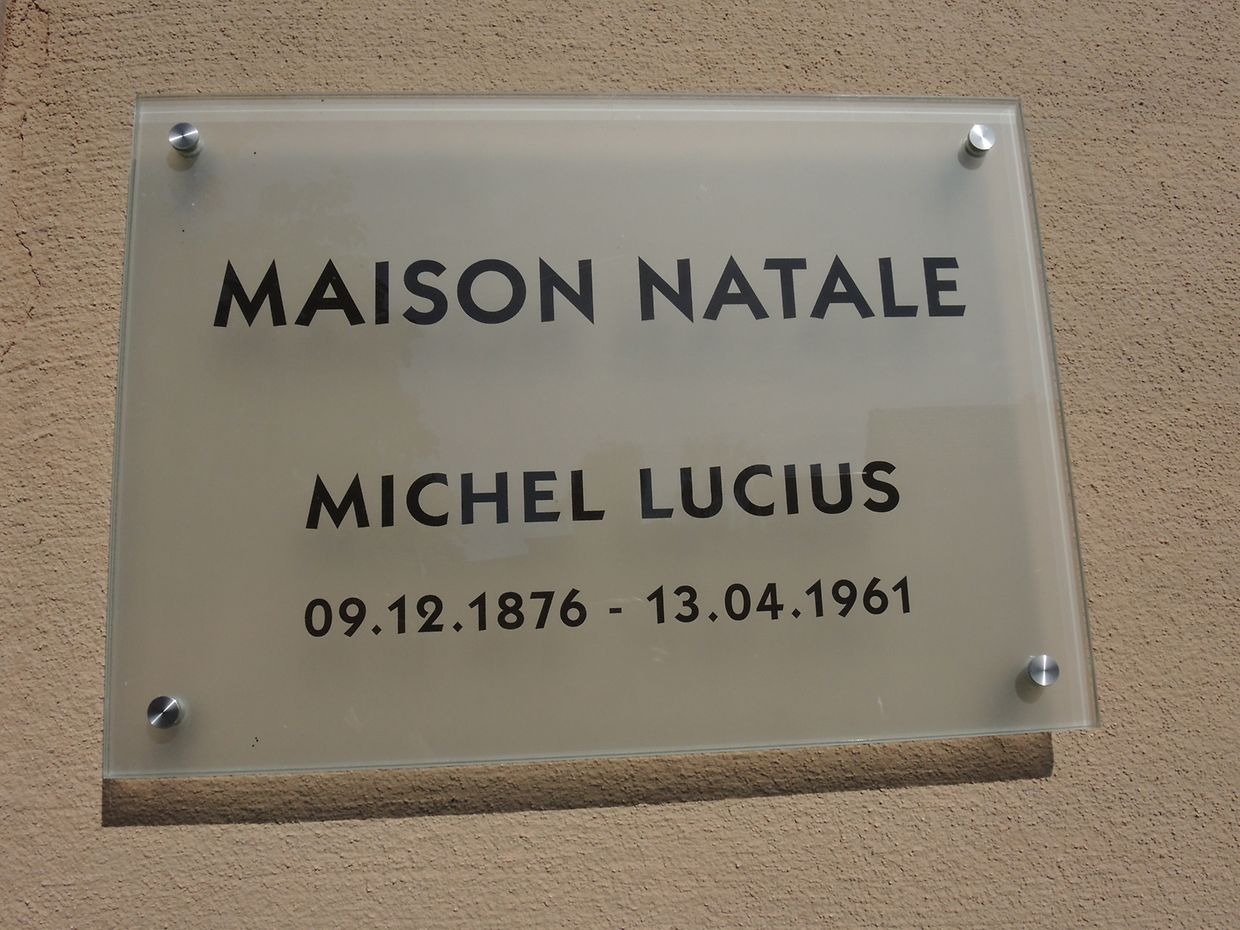 MAISON NATALE
MICHEL LUCIUS
09.12.1876 - 13.04.1961